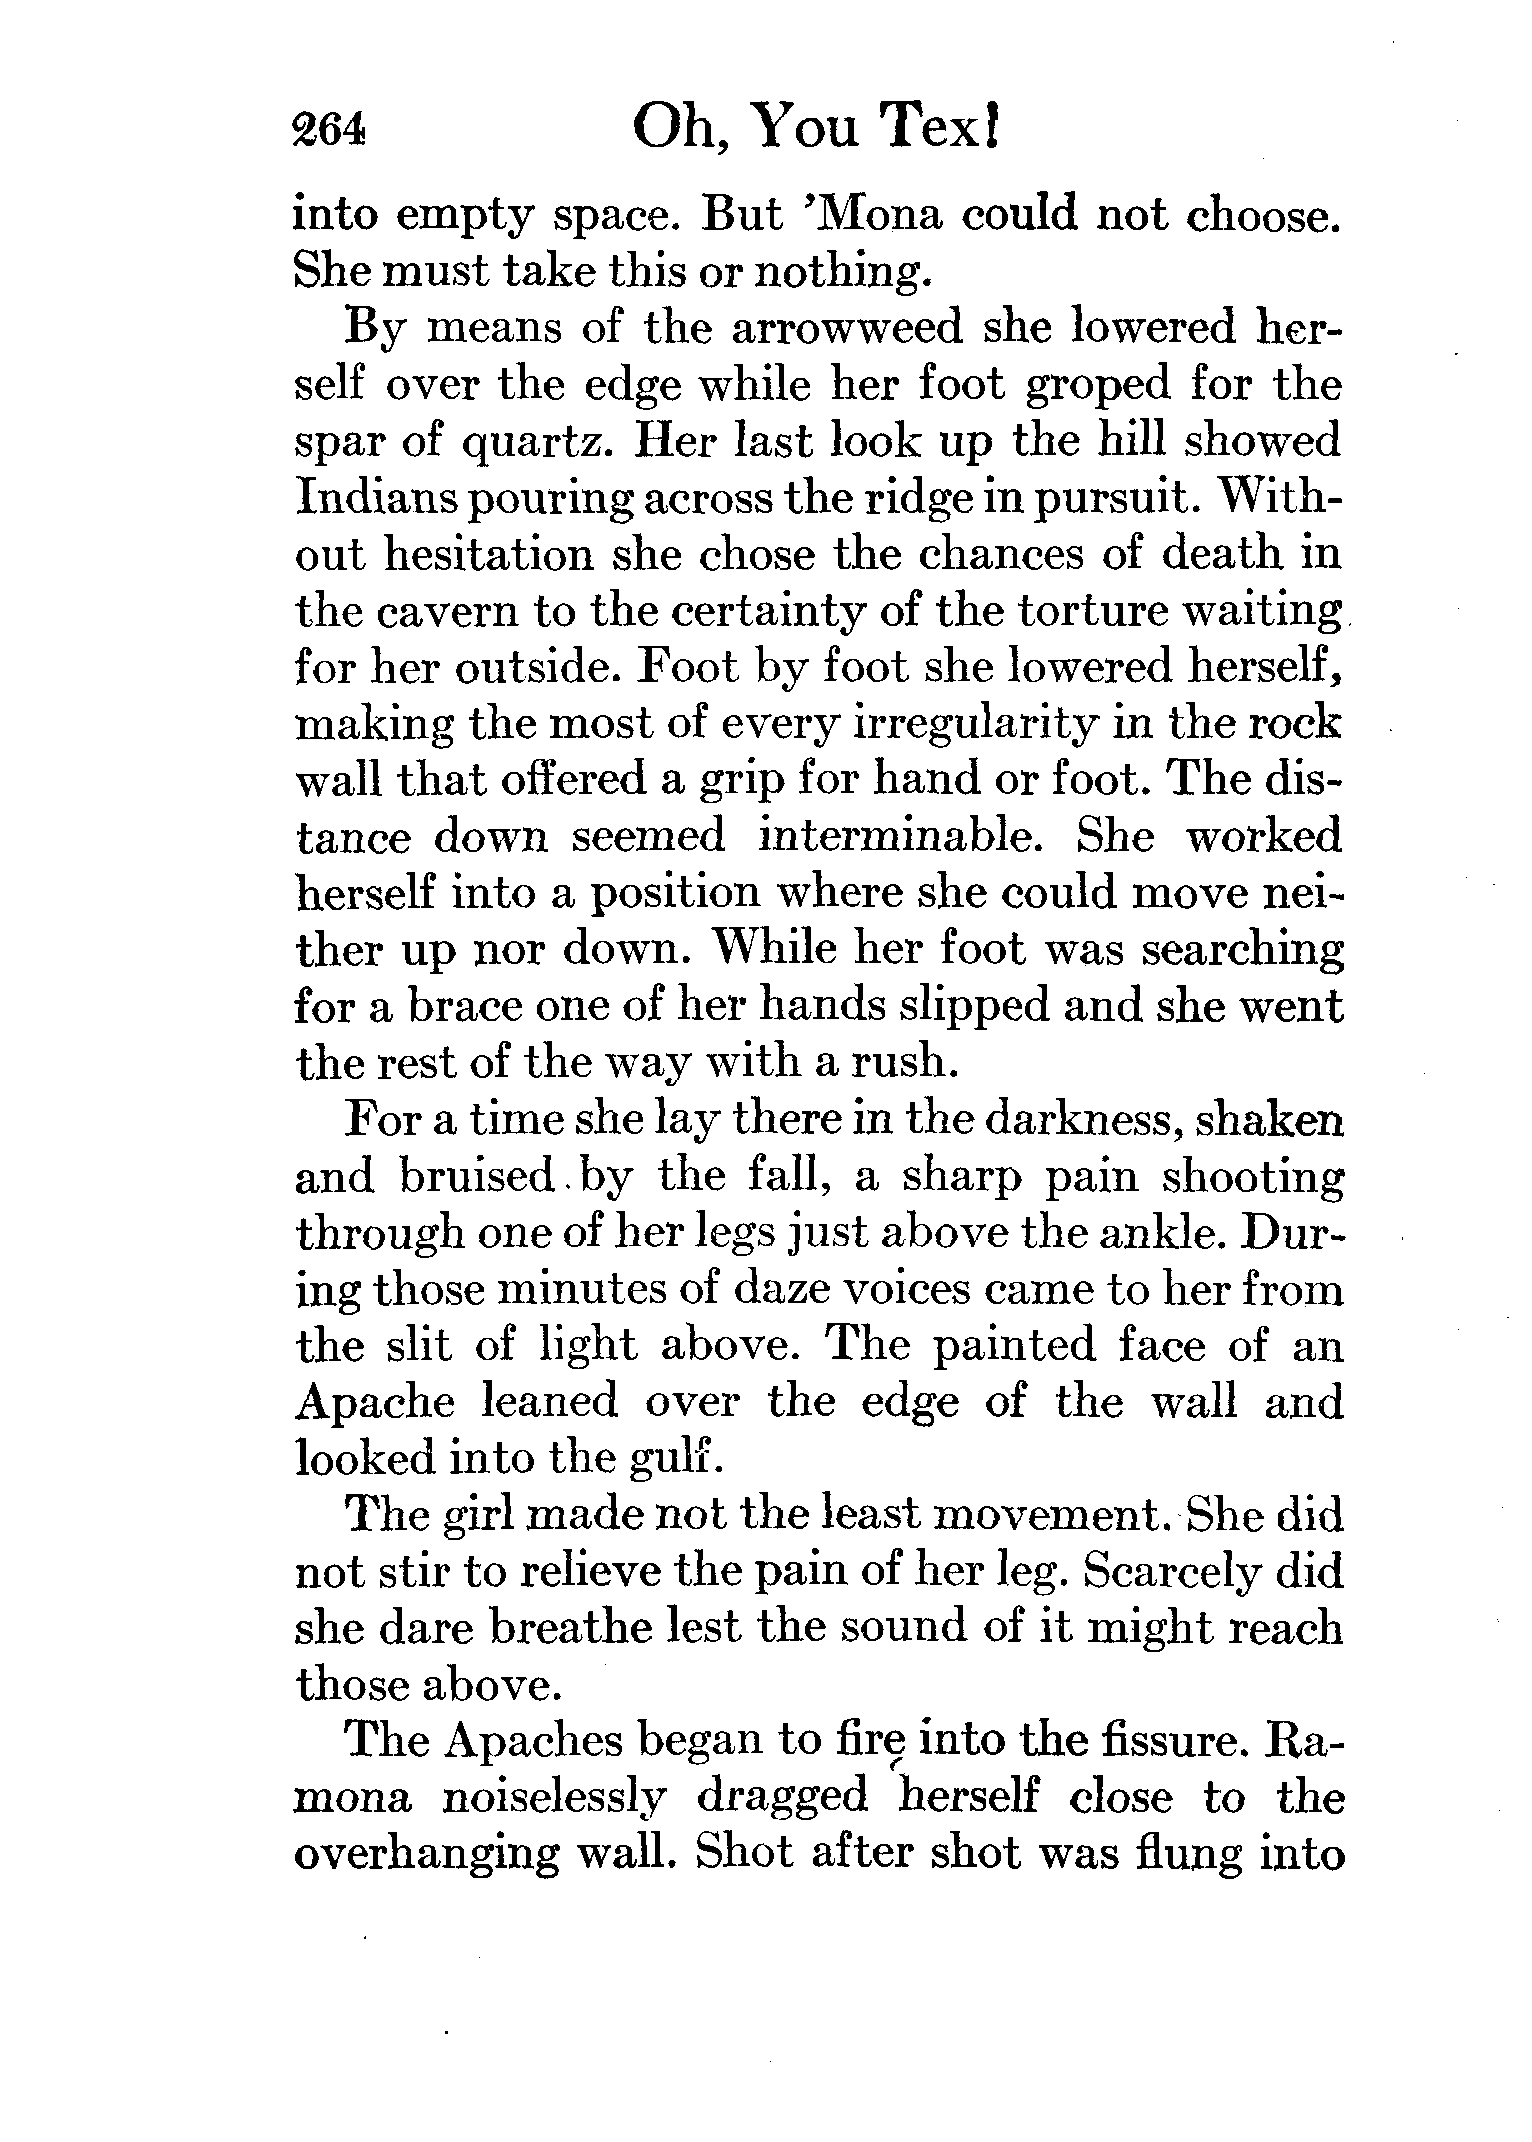 264 Oh, You Tex!
into empty space. But ’Mona could not choose.
She must take this or nothing.
By means of the arrowweed she lowered her-
self over the edge while her foot groped for the
spar of quartz. Her last look up the hill showed
Indians pouring across the ridge in pursuit. With-
out hesitation she chose the chances of death in
the cavern to the certainty of the torture waiting
for her outside. Foot by foot she lowered herself,
making the most of every irregularity in the rock
wall that offered a grip for hand or foot. The dis-
tance down seemed interminable. She worked
herself into a position where she could move nei-
ther up nor down. While her foot was searching
for a brace one of her hands slipped and she went
the rest of the way with a rush.
For a time she lay there in the darkness, shaken
and bruised by the fall, a sharp pain shooting
through one of her legs just above the ankle. Dur-
ing those minutes of daze voices came to her from
the slit of light above. The painted face of an
Apache leaned over the edge of the wall and
looked into the gulf.
The girl made not the least movement. She did
not stir to relieve the pain of her leg. Scarcely did
she dare breathe lest the sound of it might reach
those above.
The Apaches began to fire into the fissure. Ra-
mona noiselessly dragged herself close to the
overhanging wall. Shot after shot was flung into